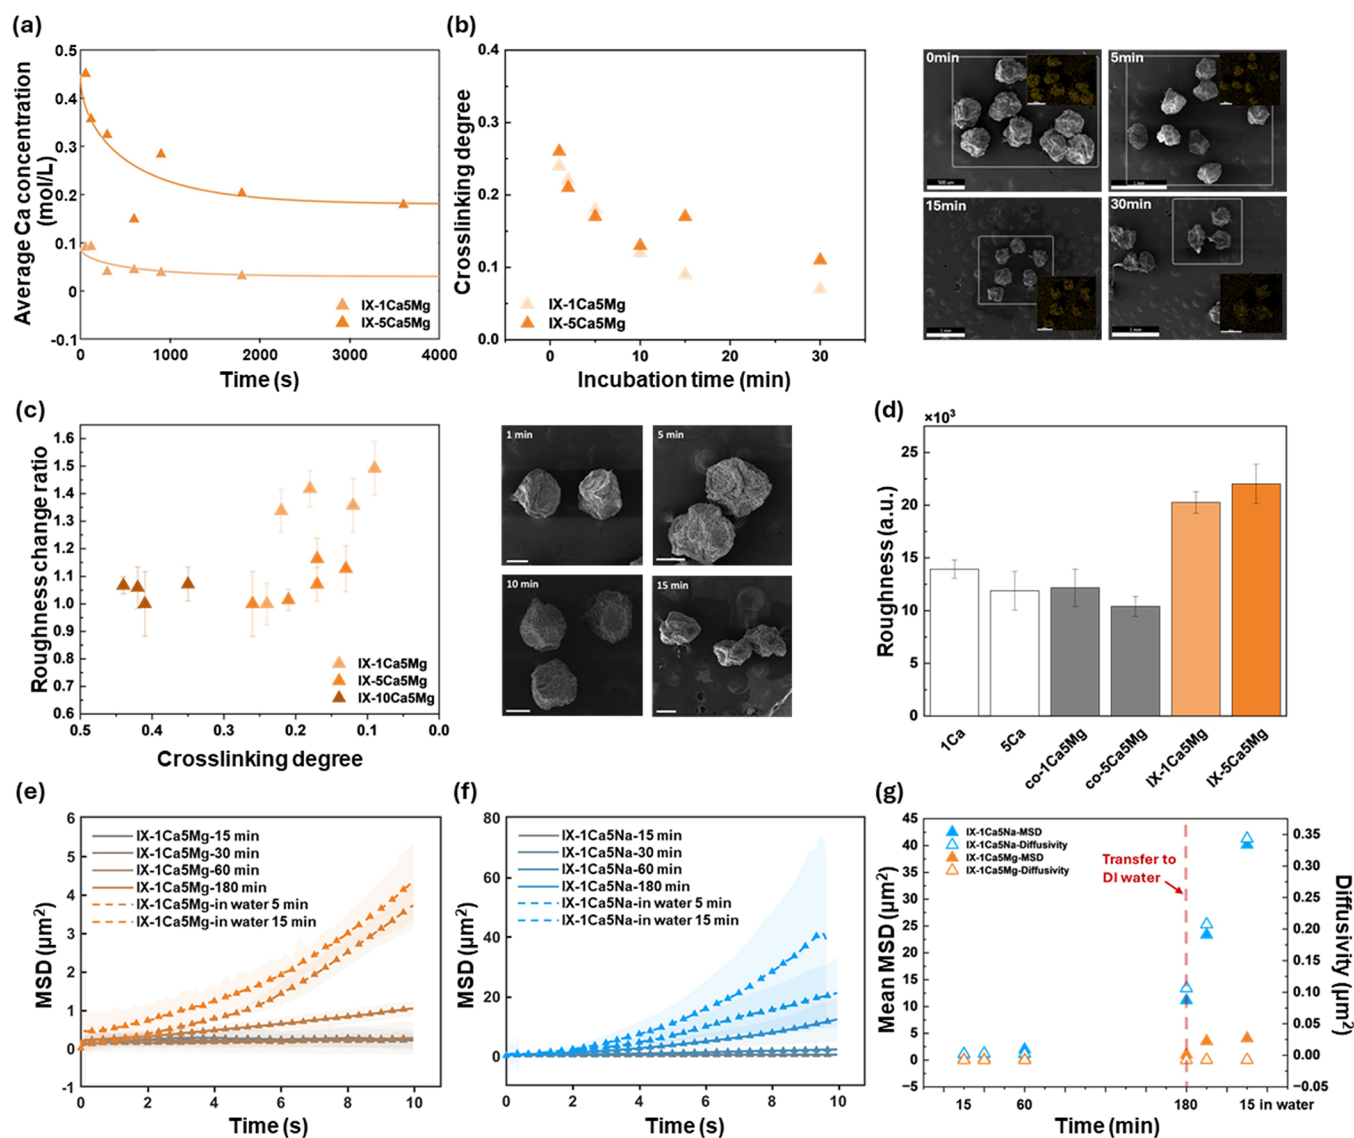 (a)
0.5
0.4
0.3
0.2
0.1
0
-0.1
Average Ca concentration
(mol/L)
0
1000
2000
3000
4000
Time (s)
IX-1Ca5Mg
IX-5Ca5Mg
(b)
0.4
0.3
0.2
0.1
0.0
Crosslinking degree
0
10
20
30
Incubation time (min)
IX-1Ca5Mg
IX-5Ca5Mg
0min
500 µm
5min
1 mm
15min
1 mm
30min
1 mm
(c)
1.6
1.5
1.4
1.3
1.2
1.1
1.0
0.9
0.8
0.7
0.6
Roughness change ratio
0.5
0.4
0.3
0.2
0.1
0.0
Crosslinking degree
IX-1Ca5Mg
IX-5Ca5Mg
IX-10Ca5Mg
1 min
5 min
10 min
15 min
(d)
×10³
25
20
15
10
5
0
Roughness (a.u.)
1Ca
5Ca
co-1Ca5Mg
co-5Ca5Mg
IX-1Ca5Mg
IX-5Ca5Mg
(e)
6
5
4
3
2
1
0
-1
MSD (µm²)
IX-1Ca5Mg-15 min
IX-1Ca5Mg-30 min
IX-1Ca5Mg-60 min
IX-1Ca5Mg-180 min
IX-1Ca5Mg-in water 5 min
IX-1Ca5Mg-in water 15 min
0
2
4
6
8
10
Time (s)
(f)
80
60
40
20
0
MSD (µm²)
IX-1Ca5Na-15 min
IX-1Ca5Na-30 min
IX-1Ca5Na-60 min
IX-1Ca5Na-180 min
IX-1Ca5Na-in water 5 min
IX-1Ca5Na-in water 15 min
0
2
4
6
8
10
Time (s)
(g)
45
40
35
30
25
20
15
10
5
0
−5
Mean MSD (µm²)
IX-1Ca5Na-MSD
IX-1Ca5Na-Diffusivity
IX-1Ca5Mg-MSD
IX-1Ca5Mg-Diffusivity
Transfer to
DI water
0.35
0.30
0.25
0.20
0.15
0.10
0.05
0.00
−0.05
Diffusivity (µm²)
15
60
180
15 in water
Time (min)